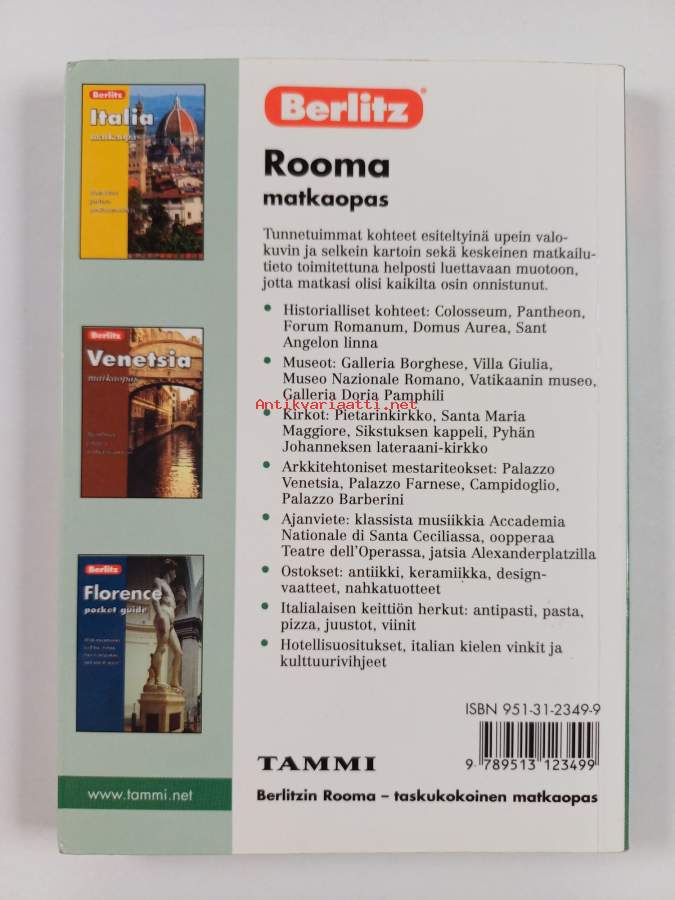 Berlitz
Italia
matkaopas
Berlitz
Venetsia
matkaopas
Berlitz
Florence
pocket guide
www.tammi.net
Berlitz®
Rooma
matkaopas
Tunnetuimmat kohteet esiteltyinä upein valo-
kuvin ja selkein kartoin sekä keskeinen matkailu-
tieto toimitettuna helposti luettavaan muotoon,
jotta matkasi olisi kaikilta osin onnistunut.
• Historialliset kohteet: Colosseum, Pantheon,
Forum Romanum, Domus Aurea, Sant
Angelon linna
• Museot: Galleria Borghese, Villa Giulia,
Museo Nazionale Romano, Vatikaanin museo,
Galleria Doria Pamphili
Antikvariaatti.net
• Kirkot: Pietarinkirkko, Santa Maria
Maggiore, Sikstuksen kappeli, Pyhän
Johanneksen lateraani-kirkko
• Arkkitehtoniset mestariteokset: Palazzo
Venetsia, Palazzo Farnese, Campidoglio,
Palazzo Barberini
• Ajanviete: klassista musiikkia Accademia
Nationale di Santa Ceciliassa, oopperaa
Teatre dell'Operassa, jatsia Alexanderplatzilla
• Ostokset: antiikki, keramiikka, design-
vaatteet, nahkatuotteet
• Italialaisen keittiön herkut: antipasti, pasta,
pizza, juustot, viinit
• Hotellisuositukset, italian kielen vinkit ja
kulttuurivihjeet
ISBN 951-31-2349-9
9 789513 123499
TAMMI
Berlitzin Rooma – taskukokoinen matkaopas